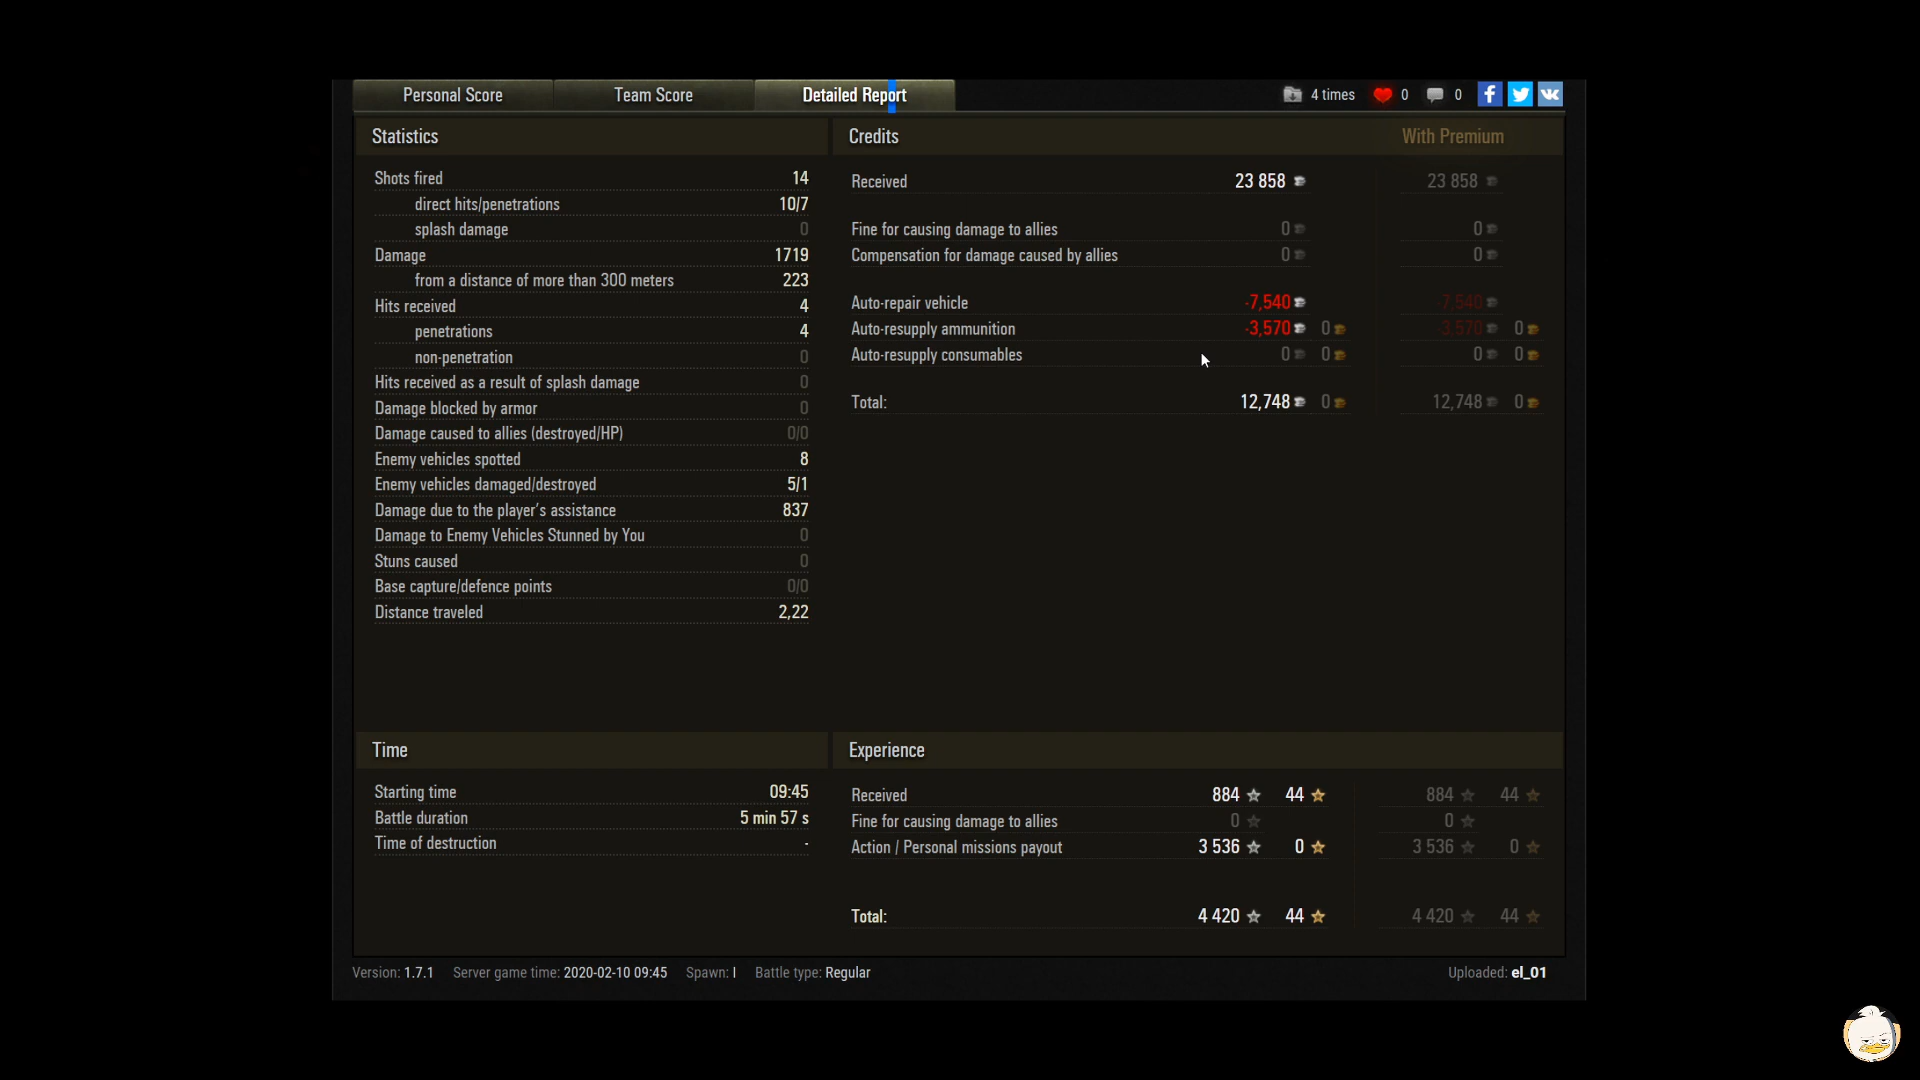 Personal Score Team Score Detailed Report 4 times 0 0
Statistics
Shots fired 14
direct hits/penetrations 10/7
splash damage 0
Damage 1719
from a distance of more than 300 meters 223
Hits received 4
penetrations 4
non-penetration 0
Hits received as a result of splash damage 0
Damage blocked by armor 0
Damage caused to allies (destroyed/HP) 0/0
Enemy vehicles spotted 8
Enemy vehicles damaged/destroyed 5/1
Damage due to the player's assistance 837
Damage to Enemy Vehicles Stunned by You 0
Stuns caused 0
Base capture/defence points 0/0
Distance traveled 2,22
Credits With Premium
Received 23 858 23 858
Fine for causing damage to allies 0 0
Compensation for damage caused by allies 0 0
Auto-repair vehicle -7,540 -7,540
Auto-resupply ammunition -3,570 0 -3,570 0
Auto-resupply consumables 0 0 0 0
Total: 12,748 0 12,748 0
Time
Starting time 09:45
Battle duration 5 min 57 s
Time of destruction -
Experience
Received 884 44 884 44
Fine for causing damage to allies 0 0
Action / Personal missions payout 3 536 0 3 536 0
Total: 4 420 44 4 420 44
Version: 1.7.1 Server game time: 2020-02-10 09:45 Spawn: I Battle type: Regular Uploaded: el_01